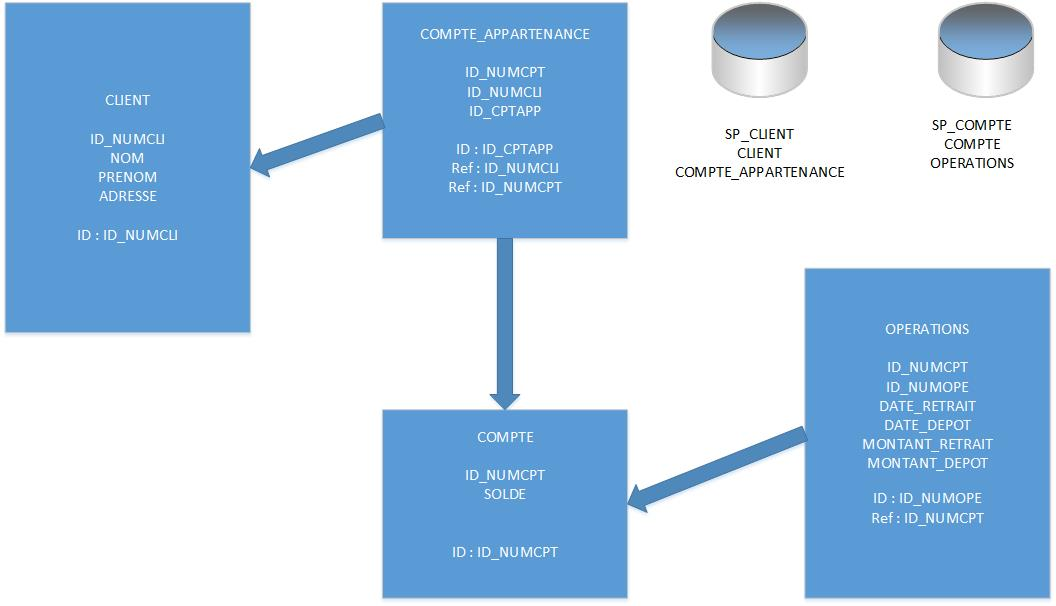 CLIENT
ID_NUMCLI
NOM
PRENOM
ADRESSE
ID : ID_NUMCLI
COMPTE_APPARTENANCE
ID_NUMCPT
ID_NUMCLI
ID_CPTAPP
ID : ID_CPTAPP
Ref : ID_NUMCLI
Ref : ID_NUMCPT
SP_CLIENT
CLIENT
COMPTE_APPARTENANCE
SP_COMPTE
COMPTE
OPERATIONS
COMPTE
ID_NUMCPT
SOLDE
ID : ID_NUMCPT
OPERATIONS
ID_NUMCPT
ID_NUMOPE
DATE_RETRAIT
DATE_DEPOT
MONTANT_RETRAIT
MONTANT_DEPOT
ID : ID_NUMOPE
Ref : ID_NUMCPT